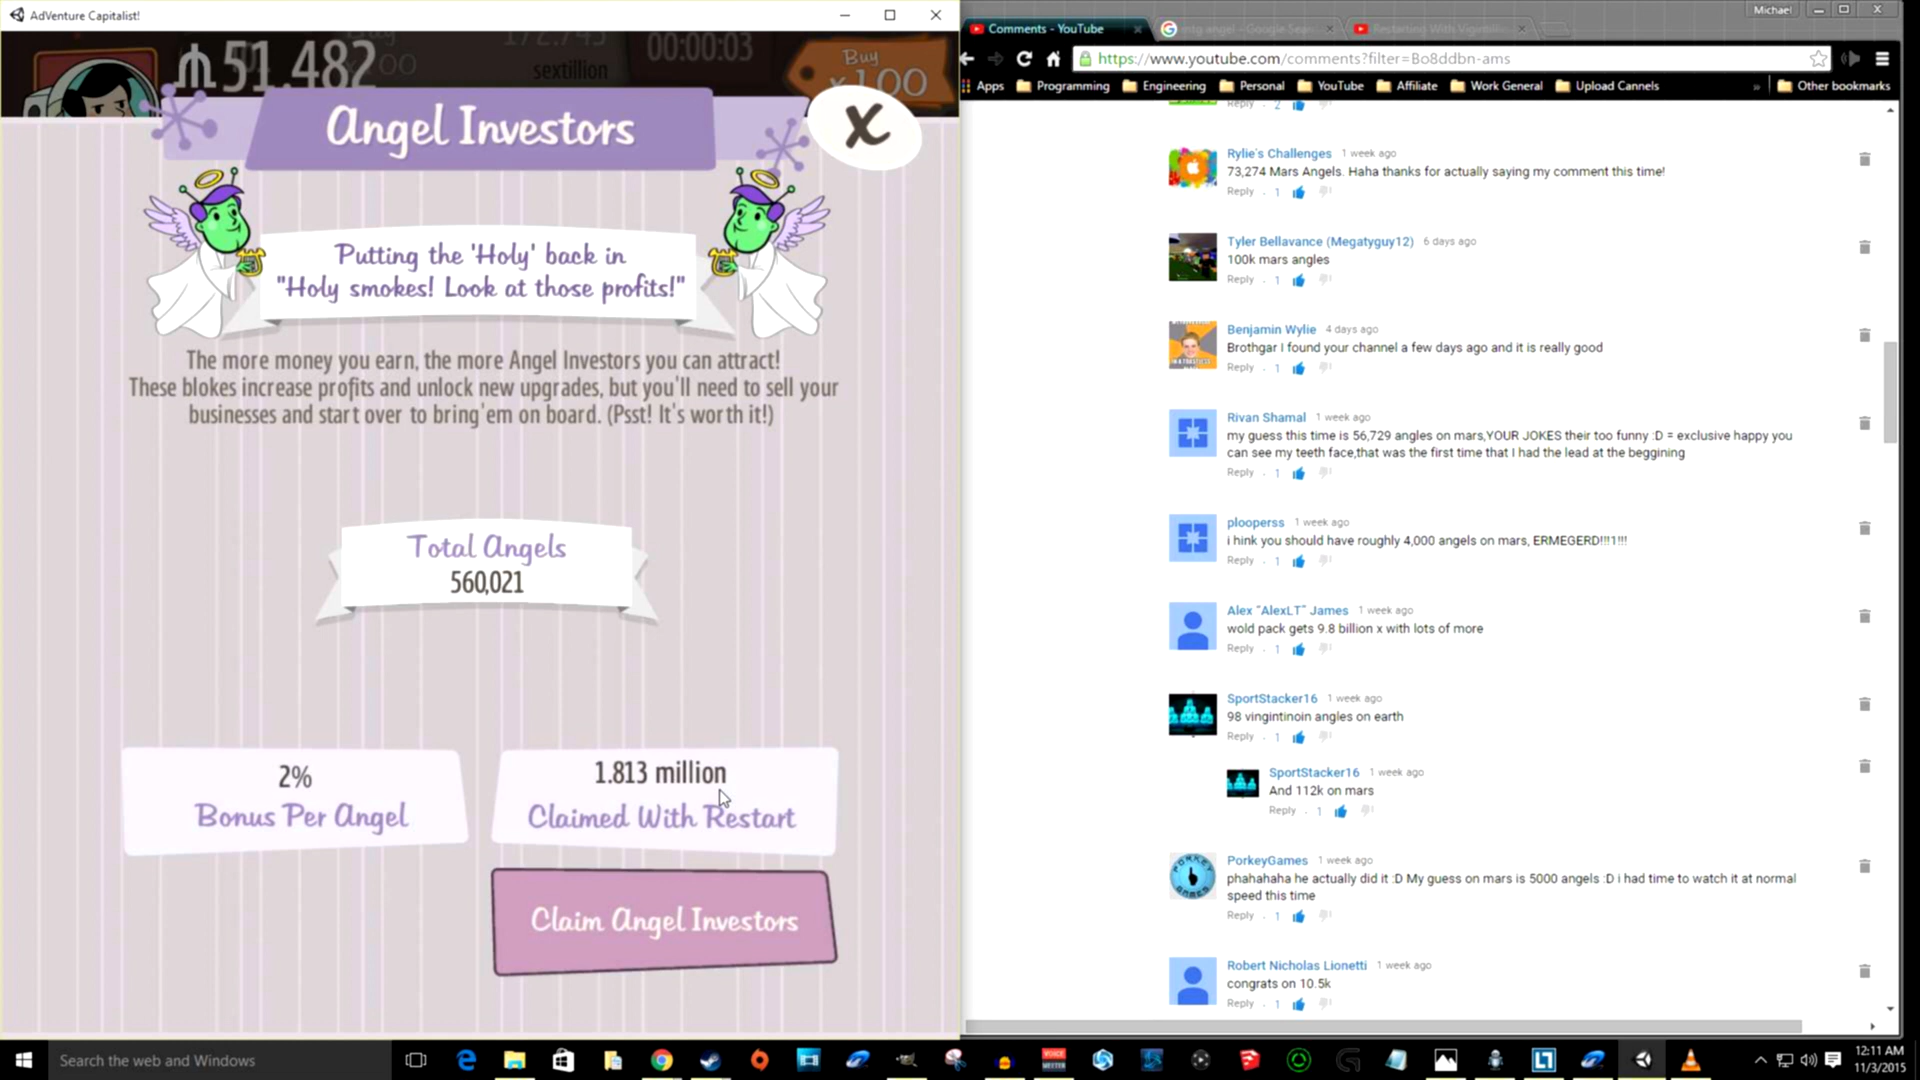 AdVenture Capitalist!
51.482
sextillion
00:00:03
Buy
x100
Angel Investors
X
Putting the 'Holy' back in
"Holy smokes! Look at those profits!"
The more money you earn, the more Angel Investors you can attract!
These blokes increase profits and unlock new upgrades, but you'll need to sell your
businesses and start over to bring'em on board. (Psst! It's worth it!)
Total Angels
560,021
2%
Bonus Per Angel
1.813 million
Claimed With Restart
Claim Angel Investors
Michael
Comments - YouTube
https://www.youtube.com/comments?filter=Bo8ddbn-ams
Apps Programming Engineering Personal YouTube Affiliate Work General Upload Canels » Other bookmarks
Reply . 2
Rylie's Challenges 1 week ago
73,274 Mars Angels. Haha thanks for actually saying my comment this time!
Reply . 1
Tyler Bellavance (Megatyguy12) 6 days ago
100k mars angles
Reply . 1
Benjamin Wylie 4 days ago
Brothgar I found your channel a few days ago and it is really good
Reply . 1
Rivan Shamal 1 week ago
my guess this time is 56,729 angles on mars,YOUR JOKES their too funny :D = exclusive happy you
can see my teeth face,that was the first time that I had the lead at the beggining
Reply . 1
plooperss 1 week ago
i hink you should have roughly 4,000 angels on mars, ERMEGERD!!!1!!!
Reply . 1
Alex "AlexLT" James 1 week ago
wold pack gets 9.8 billion x with lots of more
Reply . 1
SportStacker16 1 week ago
98 vingintinoin angles on earth
Reply . 1
SportStacker16 1 week ago
And 112k on mars
Reply . 1
PorkeyGames 1 week ago
phahahaha he actually did it :D My guess on mars is 5000 angels :D i had time to watch it at normal
speed this time
Reply . 1
Robert Nicholas Lionetti 1 week ago
congrats on 10.5k
Reply . 1
Search the web and Windows
12:11 AM
11/3/2015